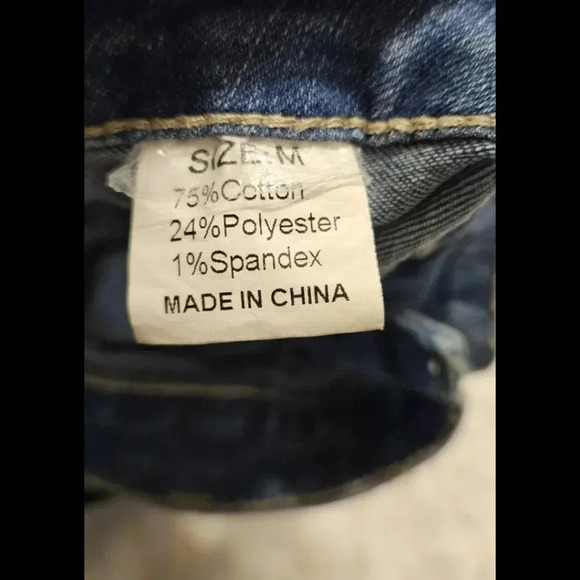 SIZE:M
75%Cotton
24%Polyester
1%Spandex
MADE IN CHINA